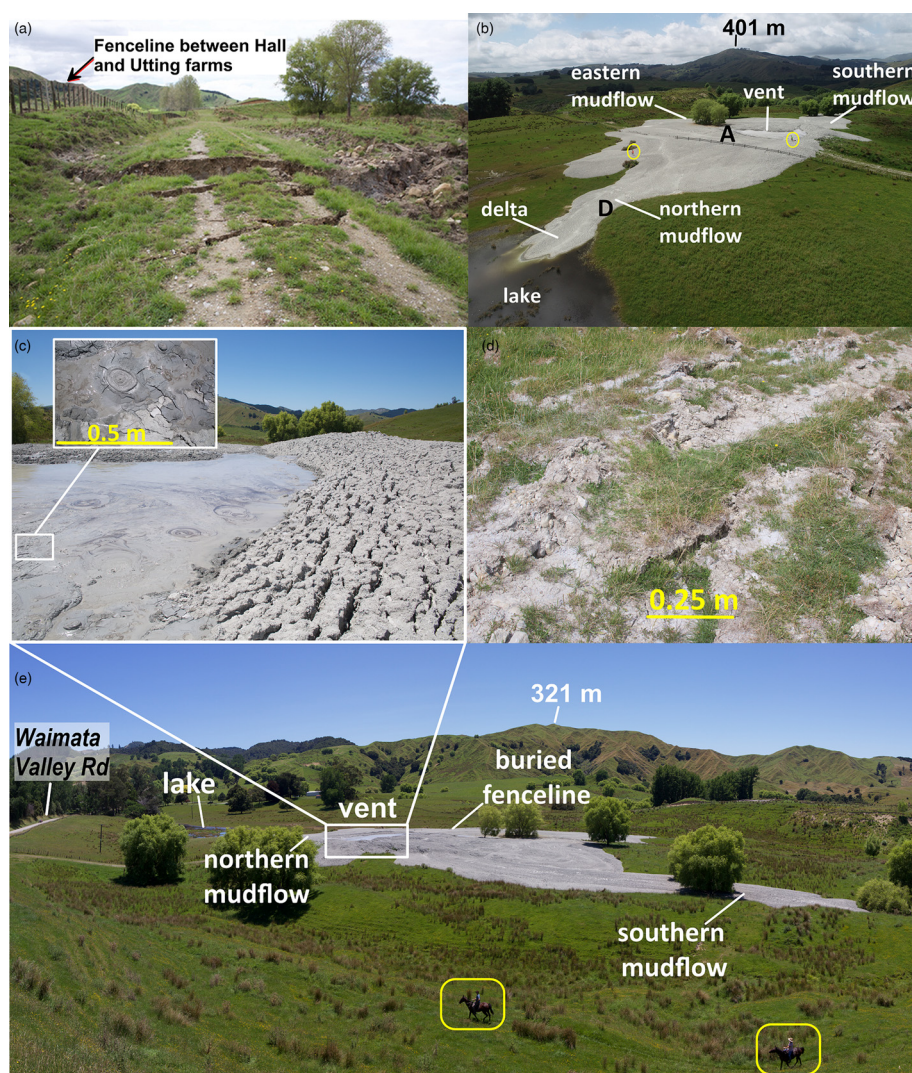 (a)
Fenceline between Hall
and Utting farms
(b)
401 m
eastern
mudflow
vent
southern
mudflow
A
delta
D
northern
mudflow
lake
(c)
0.5 m
(d)
0.25 m
(e)
321 m
Waimata
Valley Rd
lake
vent
buried
fenceline
northern
mudflow
southern
mudflow